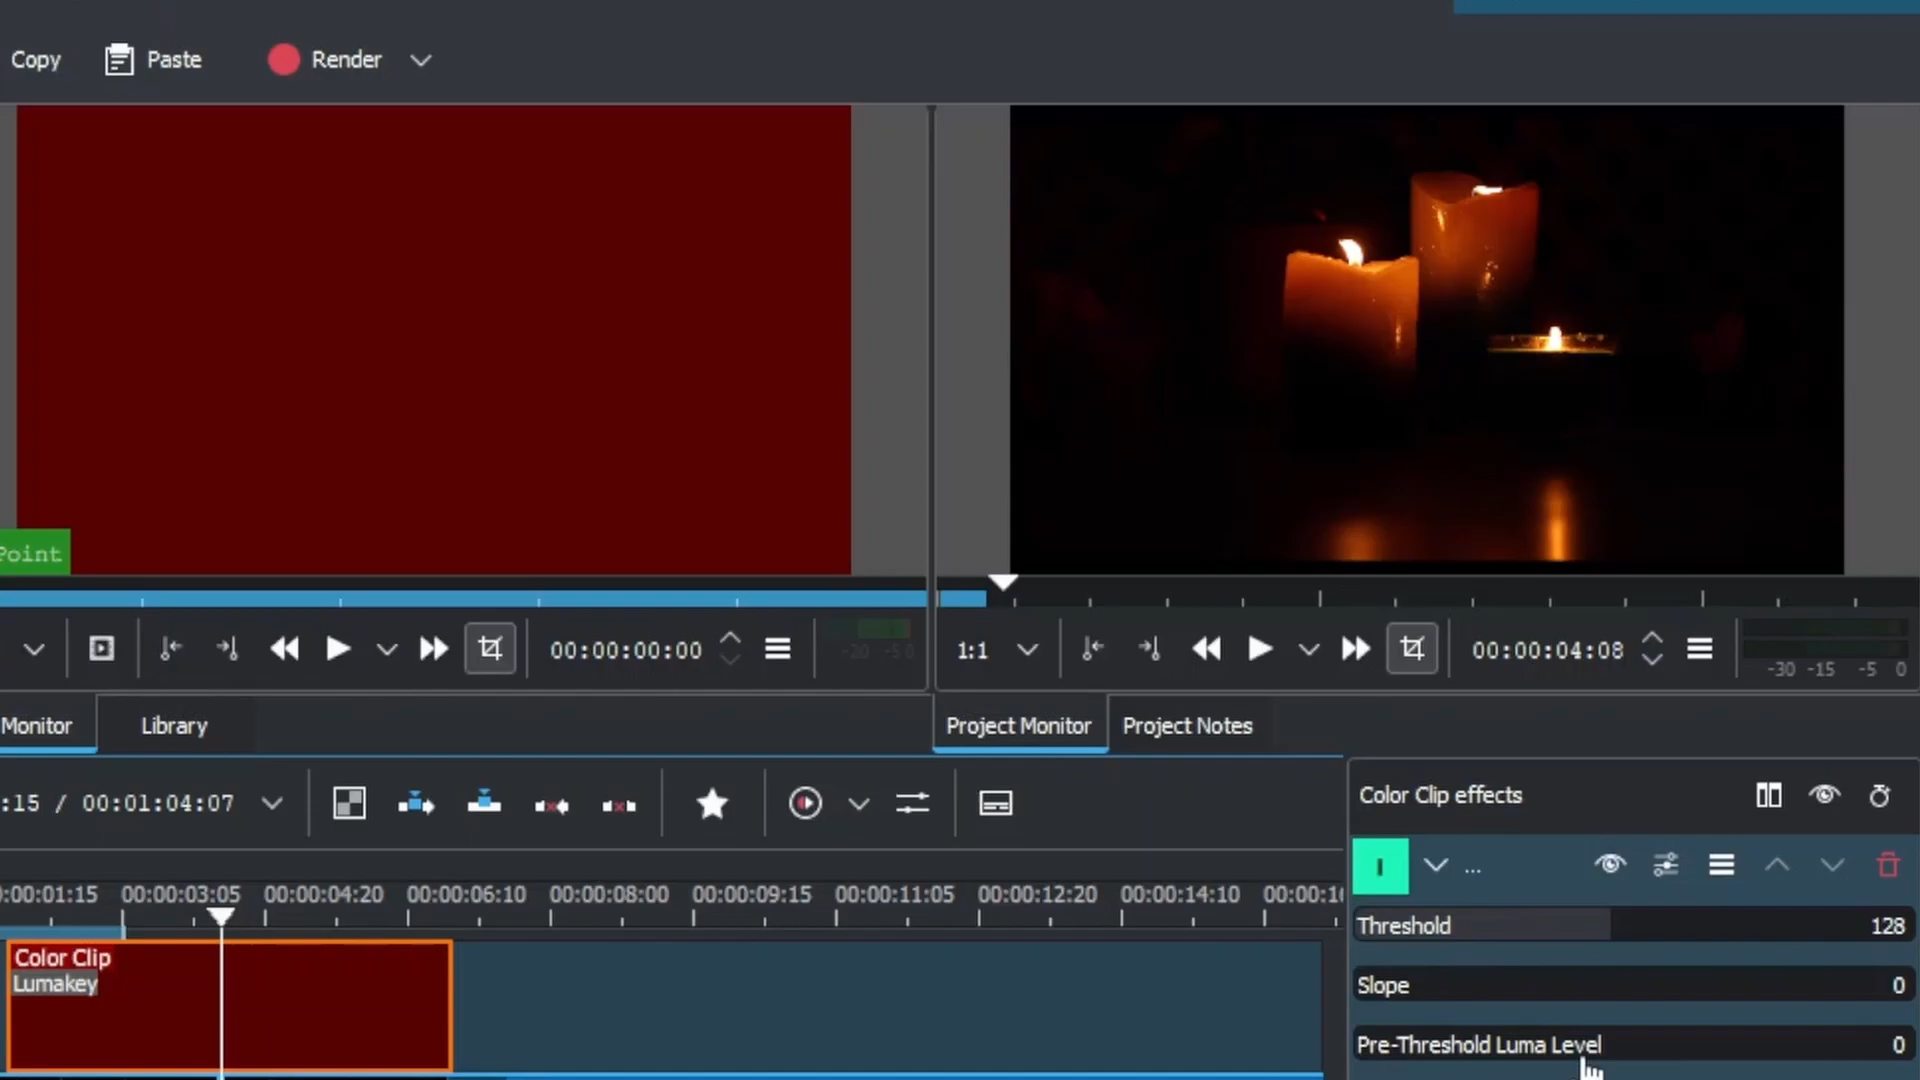 Copy
Paste
Render
Point
00:00:00:00
-20 -5 0
1:1
00:00:04:08
-30 -15 -5 0
Monitor
Library
Project Monitor
Project Notes
:15 / 00:01:04:07
Color Clip effects
...
:00:01:15 00:00:03:05 00:00:04:20 00:00:06:10 00:00:08:00 00:00:09:15 00:00:11:05 00:00:12:20 00:00:14:10 00:00:1
Threshold 128
Color Clip
Lumakey
Slope 0
Pre-Threshold Luma Level 0